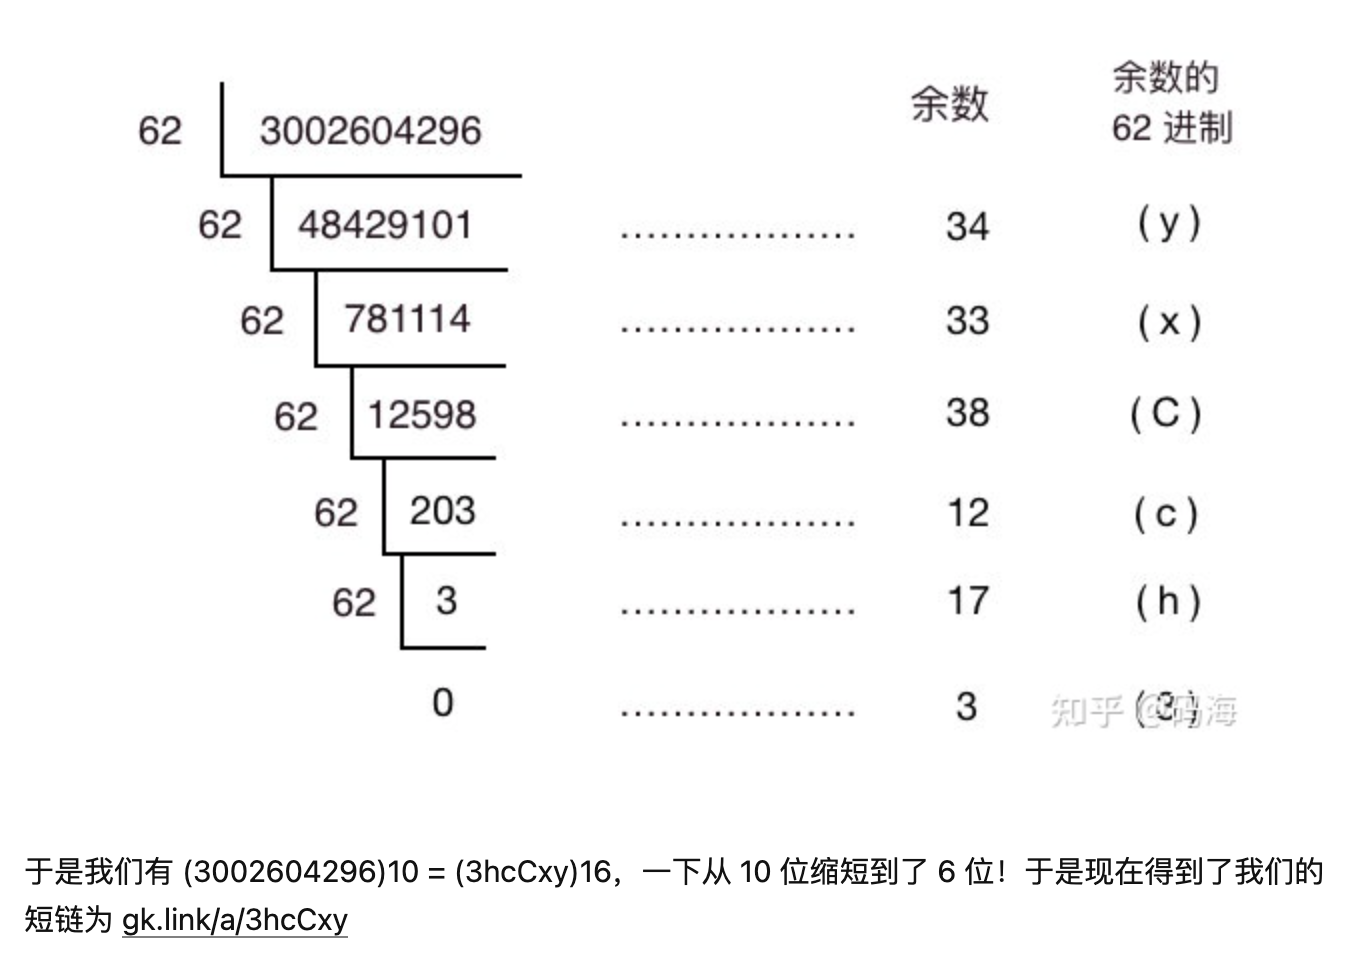 余数 余数的
62 进制
62 3002604296
62 48429101 .................. 34 (y)
62 781114 .................. 33 (x)
62 12598 .................. 38 (C)
62 203 .................. 12 (c)
62 3 .................. 17 (h)
0 .................. 3 (3)
知乎 @码海
于是我们有 (3002604296)10 = (3hcCxy)16，一下从 10 位缩短到了 6 位！于是现在得到了我们的
短链为 gk.link/a/3hcCxy